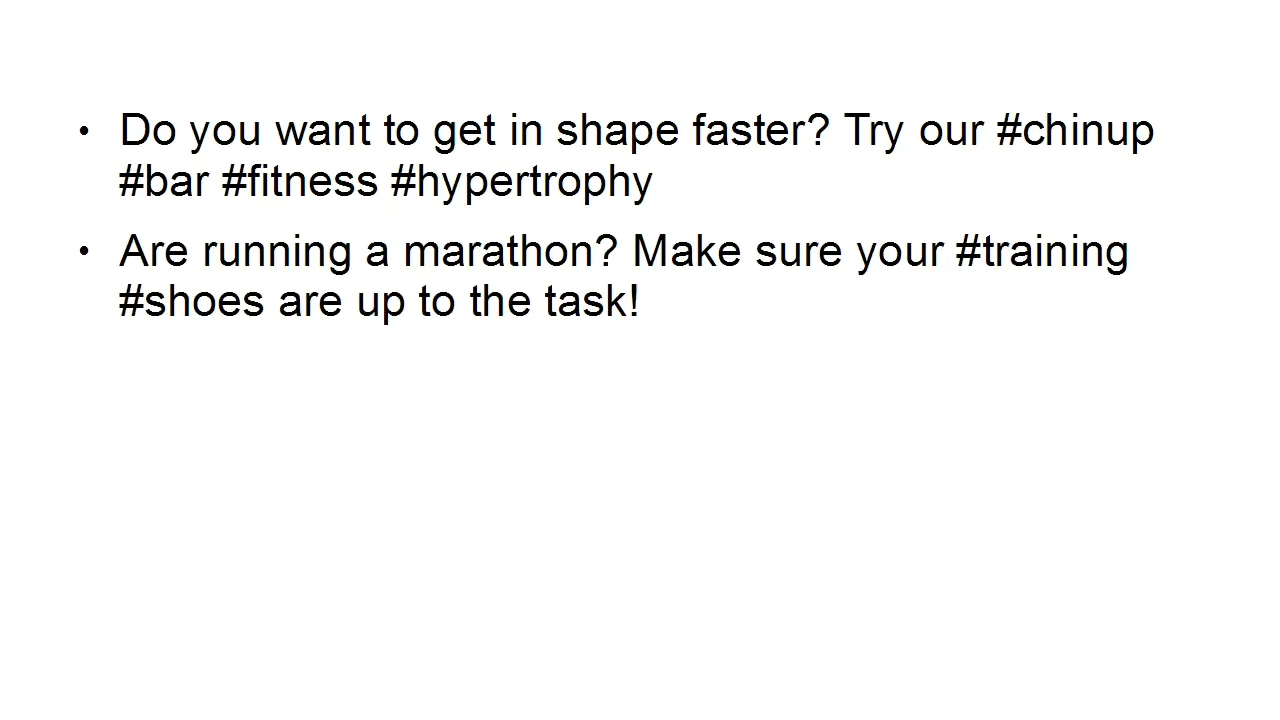 • Do you want to get in shape faster? Try our #chinup
#bar #fitness #hypertrophy
• Are running a marathon? Make sure your #training
#shoes are up to the task!